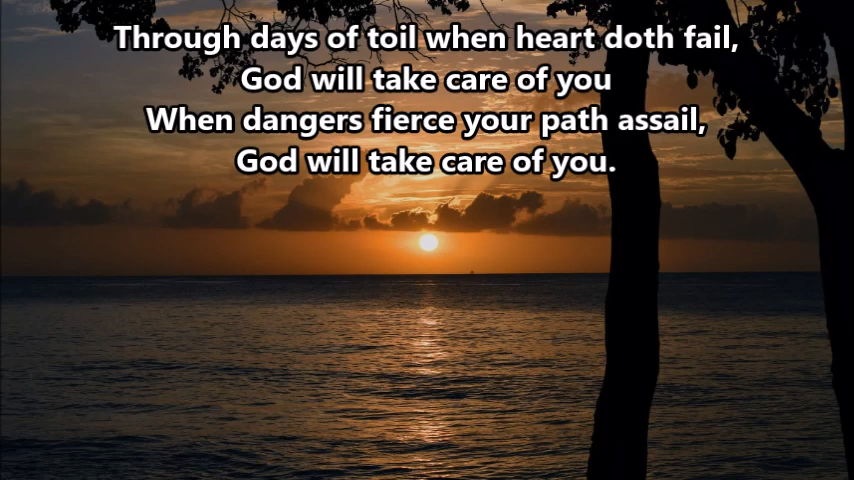 Through days of toil when heart doth fail,
God will take care of you
When dangers fierce your path assail,
God will take care of you.